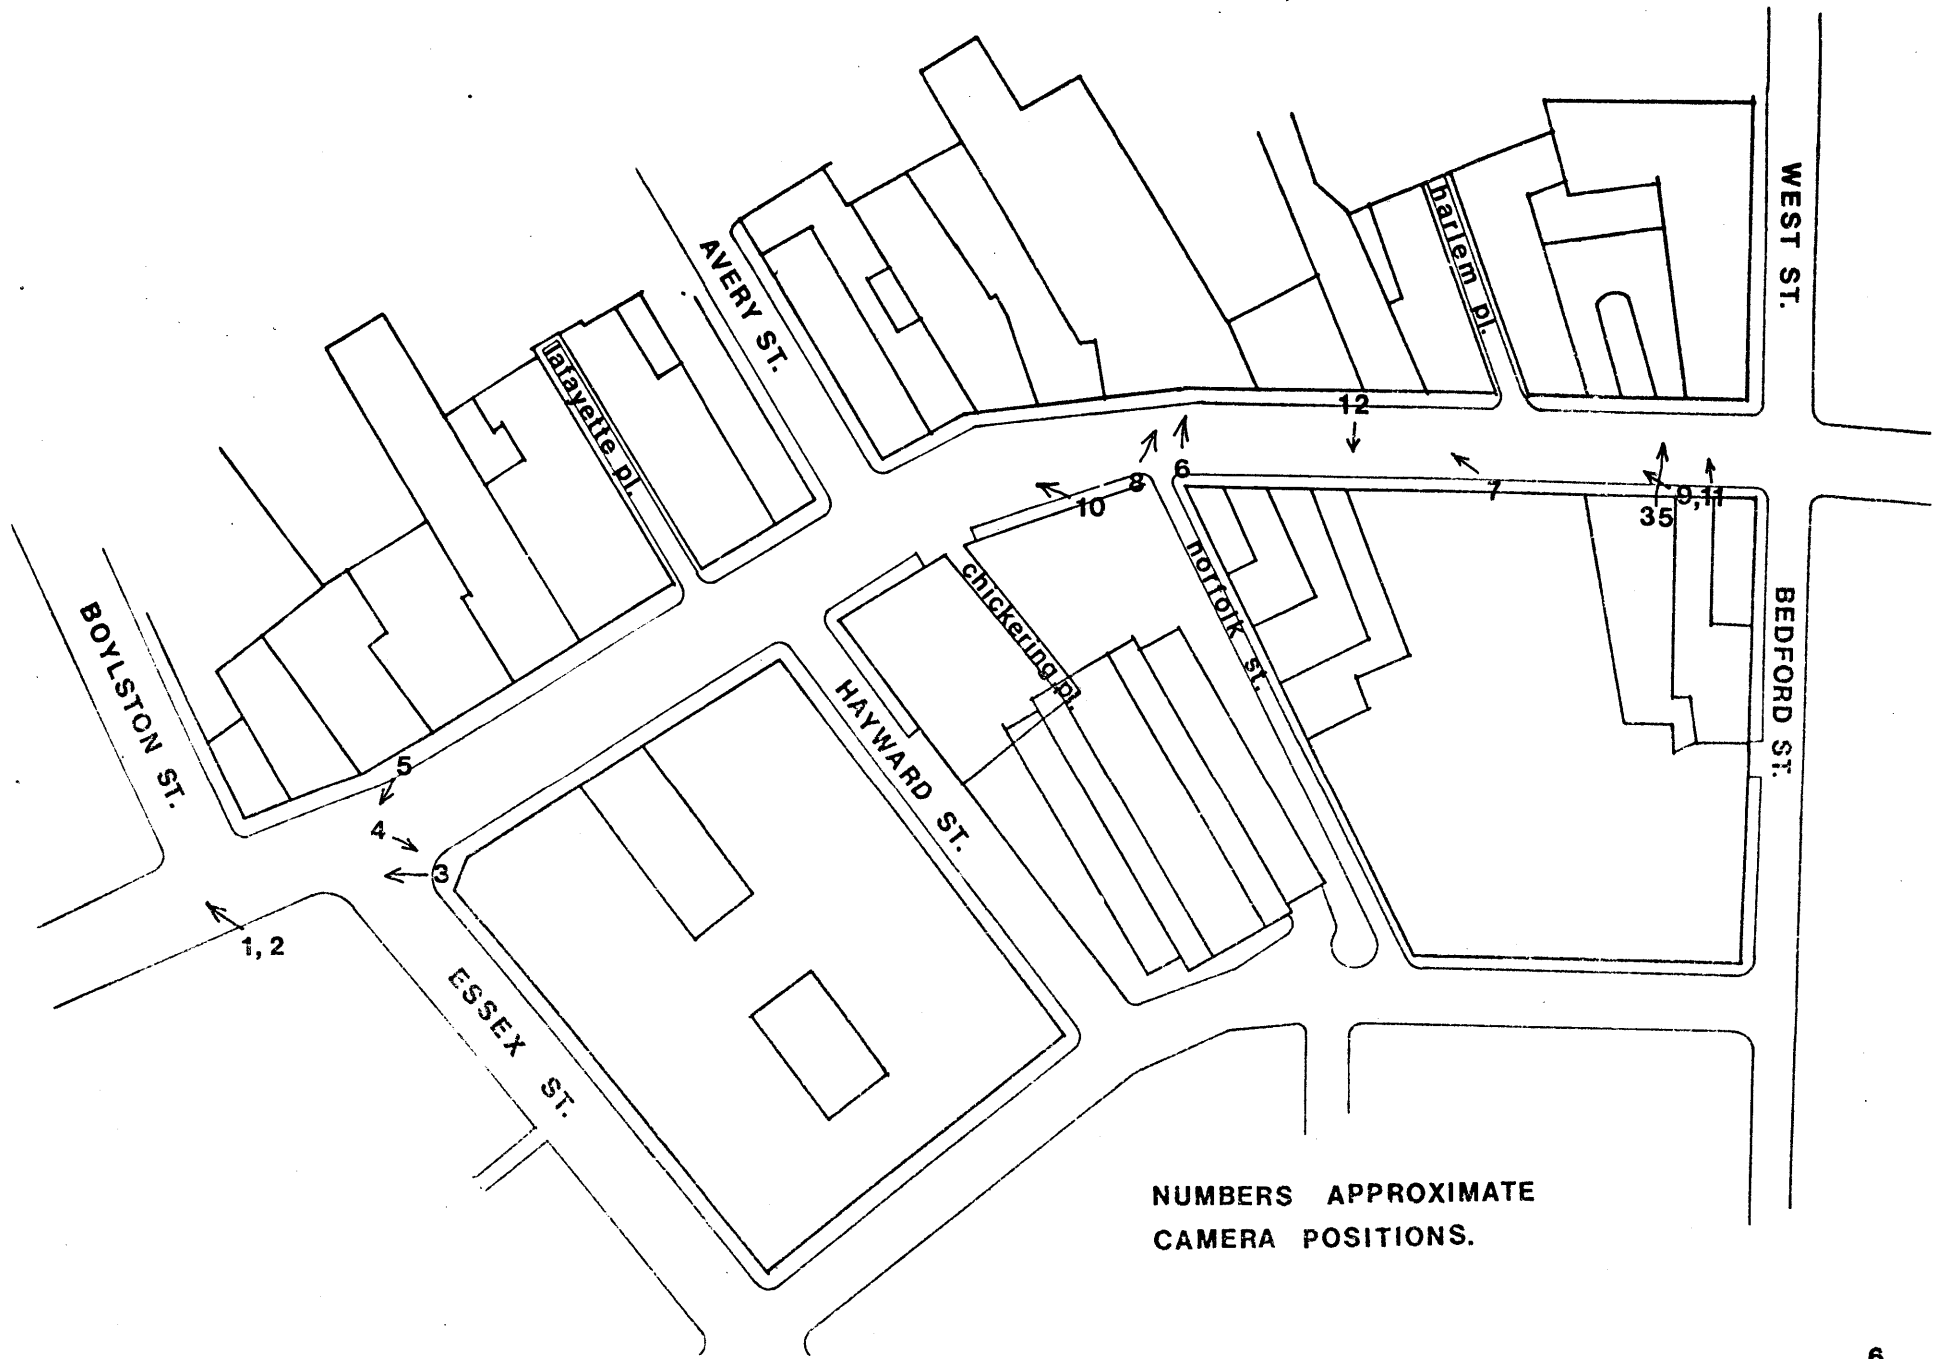 WEST ST.
harlem pl.
AVERY ST.
lafayette pl.
12
8
6
7
9,11
35
10
norfolk st.
chickering pl.
BOYLSTON ST.
HAYWARD ST.
BEDFORD ST.
5
4
3
1, 2
ESSEX ST.
NUMBERS APPROXIMATE
CAMERA POSITIONS.
6